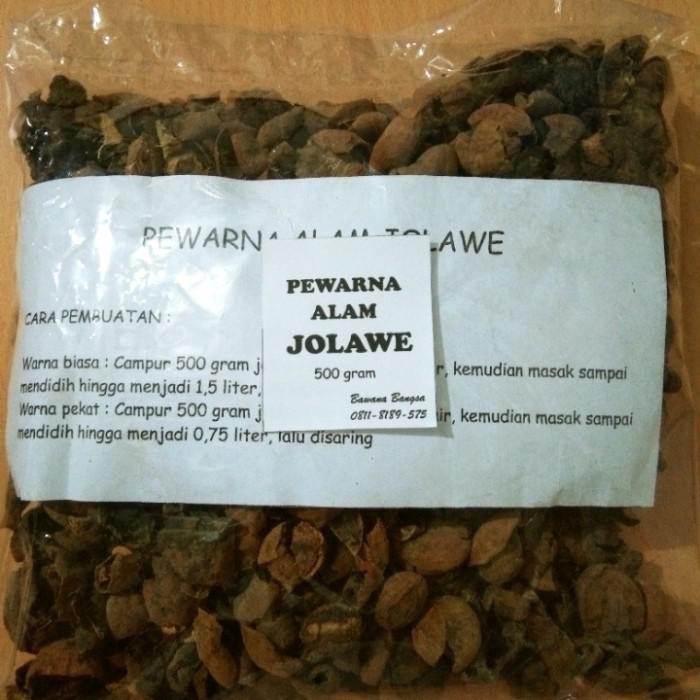 PEWARNA ALAM JOLAWE
PEWARNA
ALAM
JOLAWE
500 gram
Bawana Bangsa
0811-8189-575
CARA PEMBUATAN :
Warna biasa : Campur 500 gram j r, kemudian masak sampai
mendidih hingga menjadi 1,5 liter,
Warna pekat : Campur 500 gram j ir, kemudian masak sampai
mendidih hingga menjadi 0,75 liter, lalu disaring